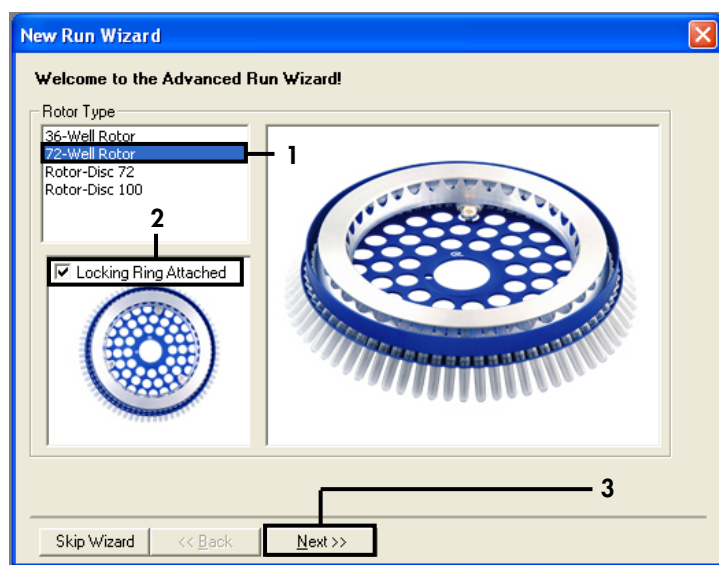 New Run Wizard
Welcome to the Advanced Run Wizard!
Rotor Type
36-Well Rotor
72-Well Rotor
1
Rotor-Disc 72
Rotor-Disc 100
2
Locking Ring Attached
3
Skip Wizard
<< Back
Next >>